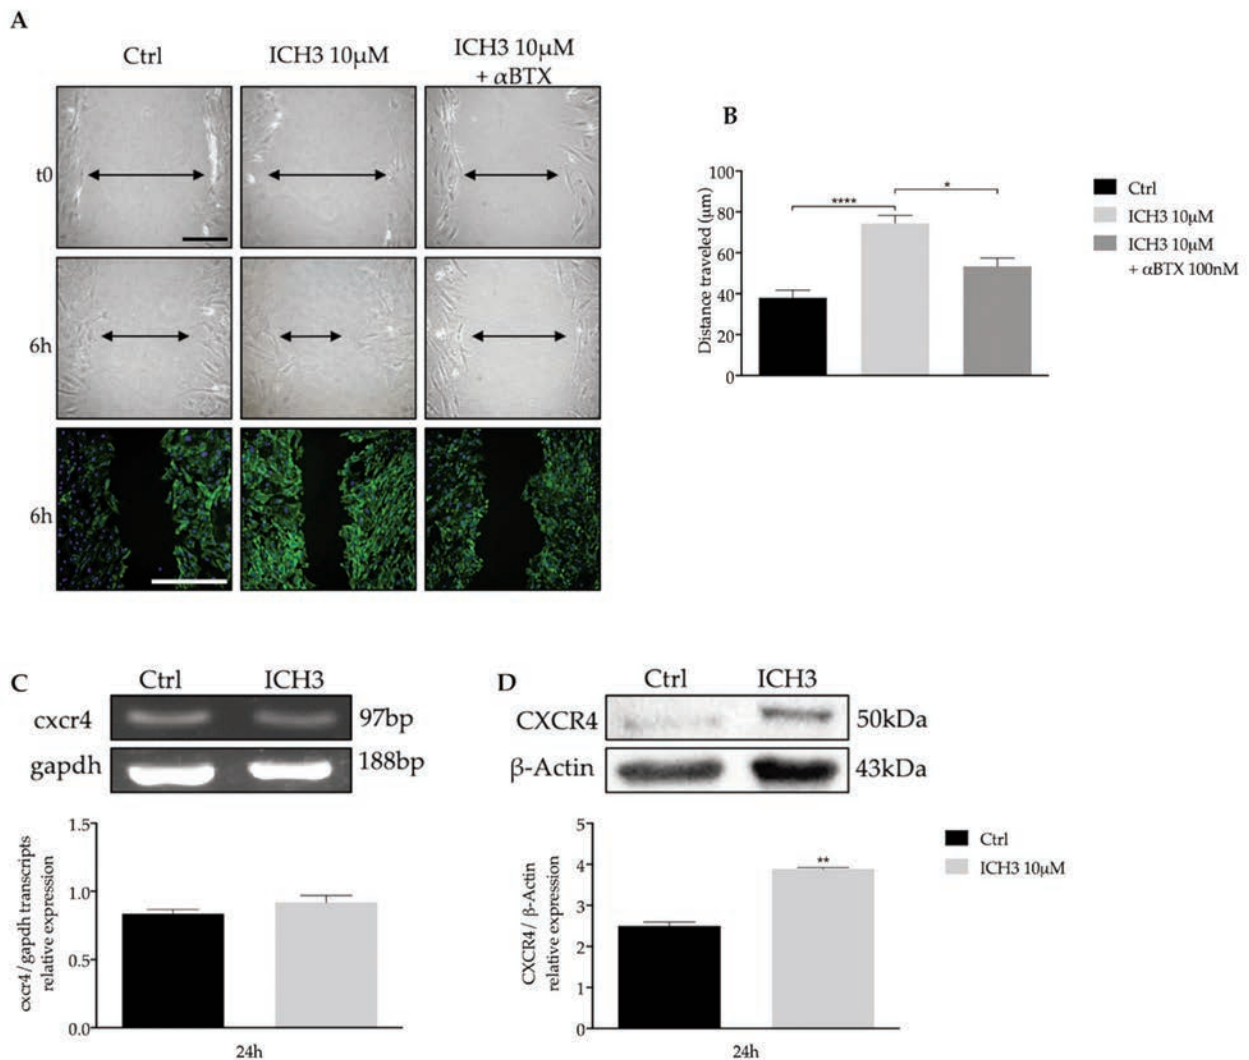 A
Ctrl
ICH3 10µM
ICH3 10µM
+ αBTX
t0
6h
6h
B
Distance traveled (µm)
100
80
60
40
20
0
****
*
Ctrl
ICH3 10µM
ICH3 10µM
+ αBTX 100nM
C
Ctrl
ICH3
cxcr4
97bp
gapdh
188bp
cxcr4/gapdh transcripts
relative expression
1.5
1.0
0.5
0.0
24h
D
Ctrl
ICH3
CXCR4
50kDa
β-Actin
43kDa
CXCR4/ β-Actin
relative expression
5
4
3
2
1
0
**
24h
Ctrl
ICH3 10µM